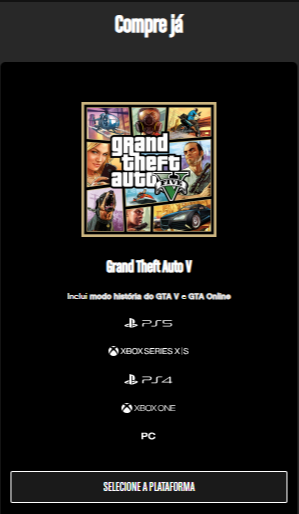 Compre já
grand
theft
auto V
FIVE
Grand Theft Auto V
Inclui modo história do GTA V e GTA Online
PS5
XBOX SERIES X|S
PS4
XBOX ONE
PC
SELECIONE A PLATAFORMA